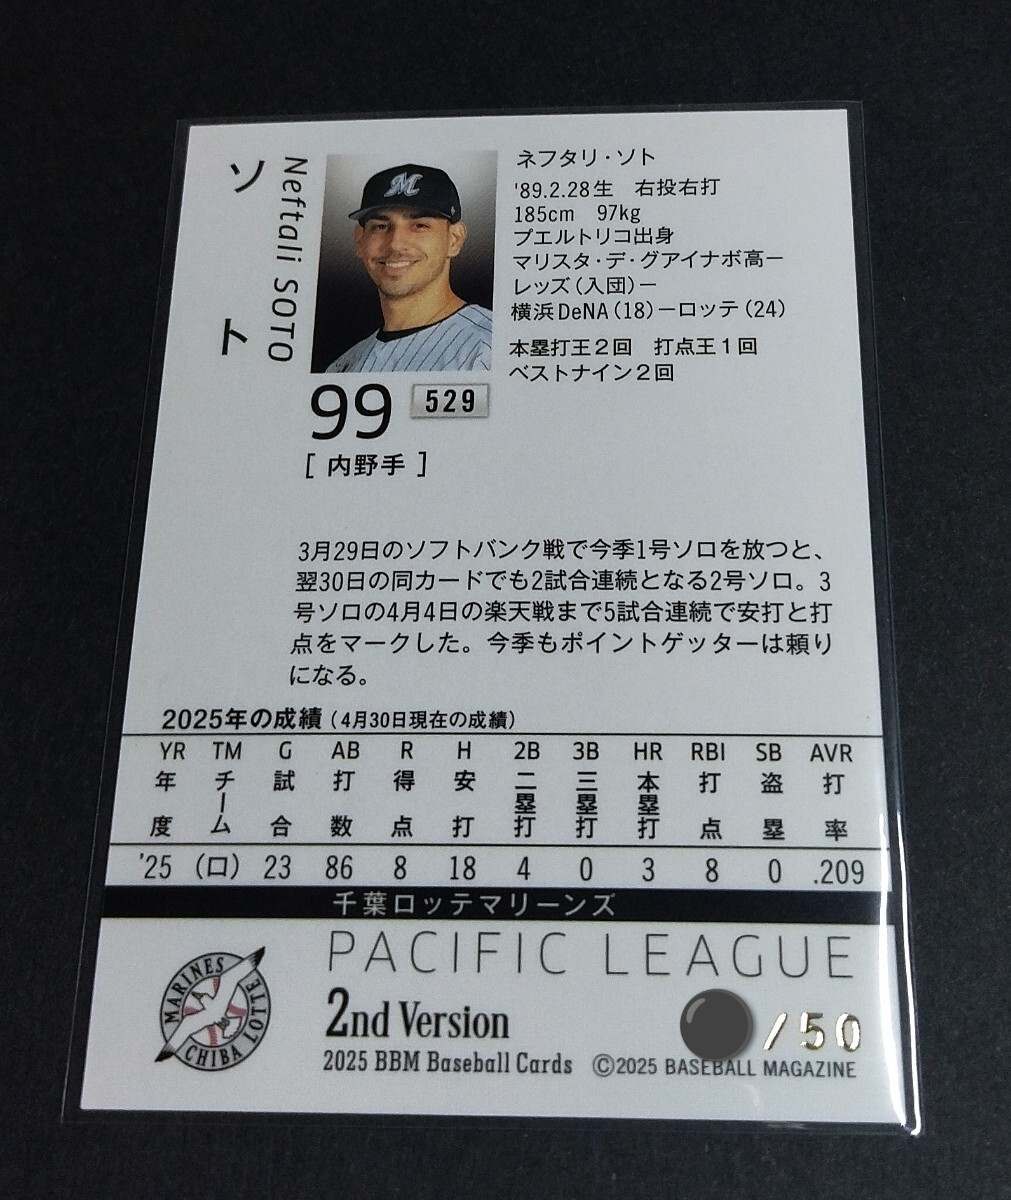 ソト
Neftali SOTO
M
ネフタリ・ソト
'89.2.28生　右投右打
185cm　97kg
プエルトリコ出身
マリスタ・デ・グアイナボ高ー
レッズ(入団)ー
横浜DeNA(18)ーロッテ(24)
本塁打王2回　打点王1回
ベストナイン2回
99
529
[ 内野手 ]
3月29日のソフトバンク戦で今季1号ソロを放つと、
翌30日の同カードでも2試合連続となる2号ソロ。3
号ソロの4月4日の楽天戦まで5試合連続で安打と打
点をマークした。今季もポイントゲッターは頼り
になる。
2025年の成績（4月30日現在の成績）
YR TM G AB R H 2B 3B HR RBI SB AVR
年度 チーム 試合 打数 得点 安打 二塁打 三塁打 本塁打 打点 盗塁 打率
'25 (ロ) 23 86 8 18 4 0 3 8 0 .209
千葉ロッテマリーンズ
MARINES
CHIBA LOTTE
PACIFIC LEAGUE
2nd Version
/50
2025 BBM Baseball Cards ©2025 BASEBALL MAGAZINE